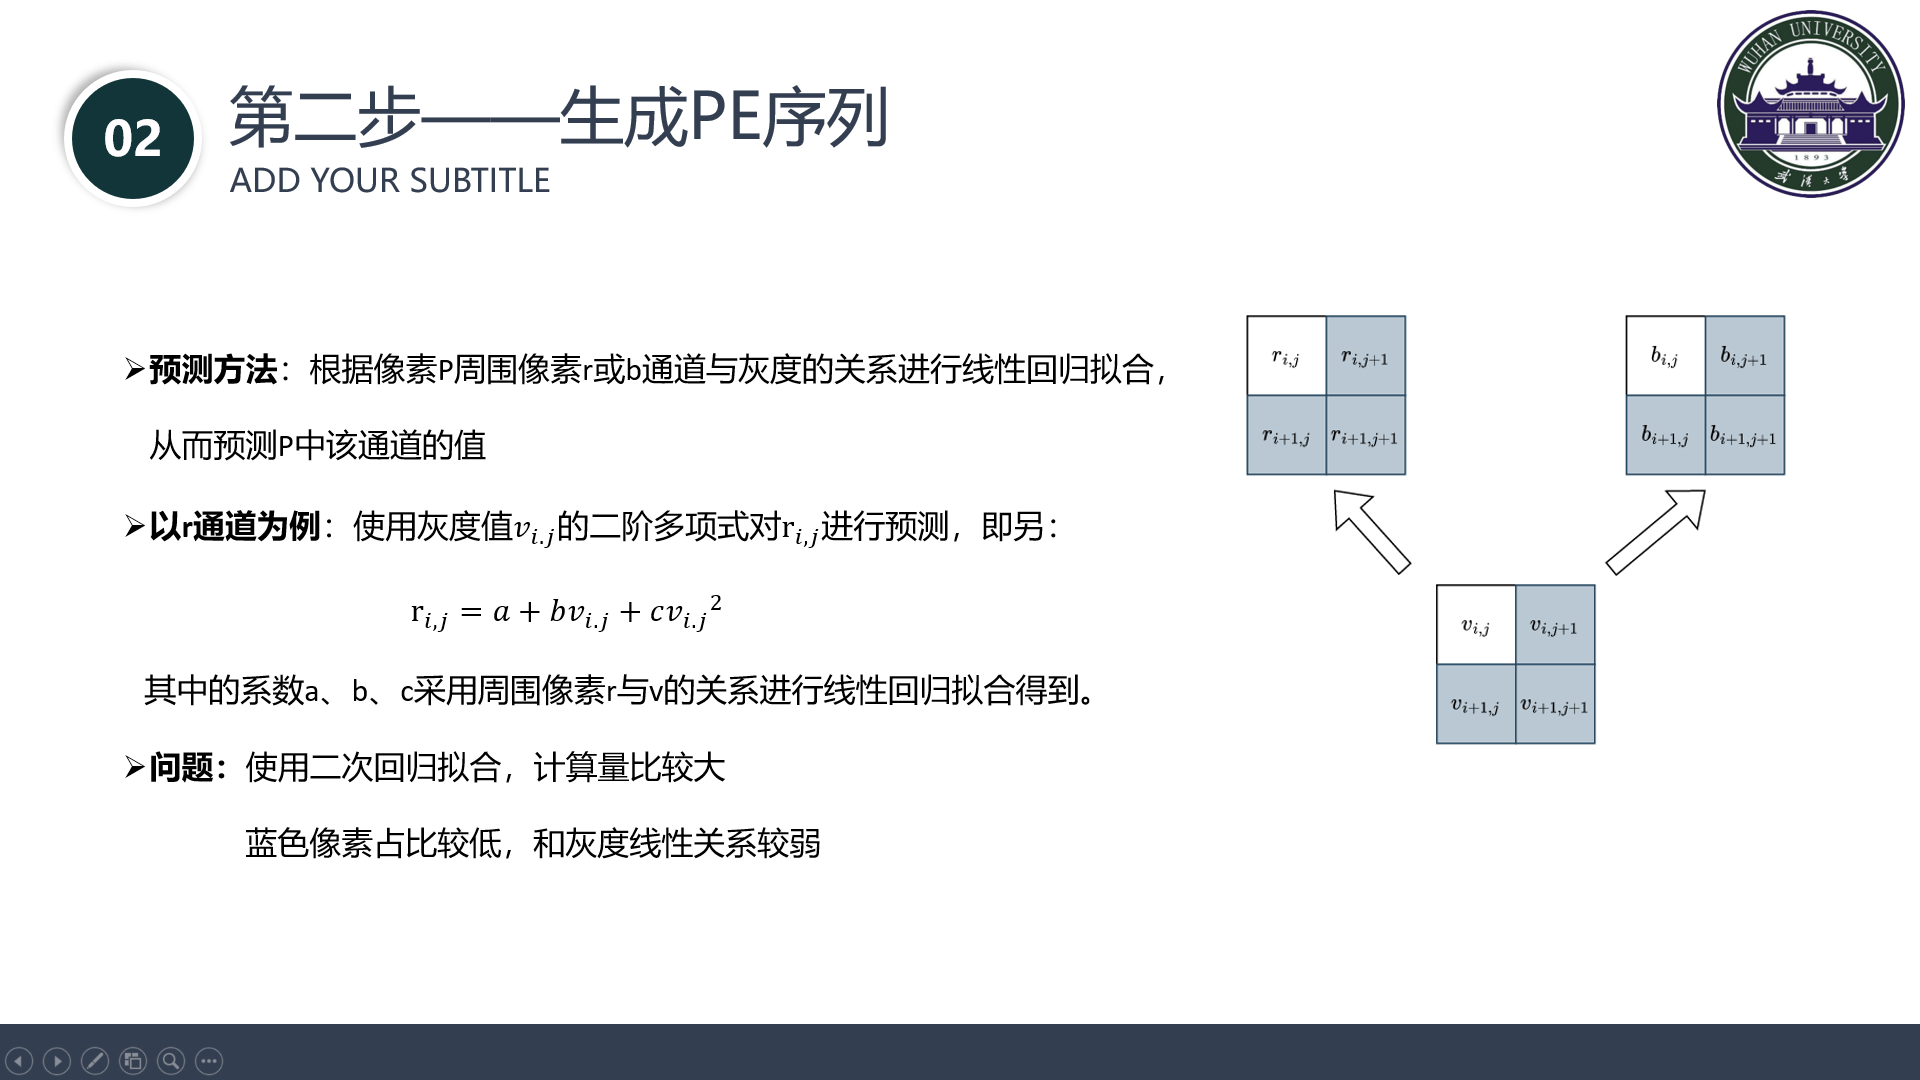 02
第二步——生成PE序列
ADD YOUR SUBTITLE
WUHAN UNIVERSITY
1893
武汉大学
➢预测方法：根据像素P周围像素r或b通道与灰度的关系进行线性回归拟合，
从而预测P中该通道的值
➢以r通道为例：使用灰度值𝑣_{i.j}的二阶多项式对r_{i,j}进行预测，即另：
r_{i,j} = a + bv_{i.j} + cv_{i.j}²
其中的系数a、b、c采用周围像素r与v的关系进行线性回归拟合得到。
➢问题：使用二次回归拟合，计算量比较大
蓝色像素占比较低，和灰度线性关系较弱
r_{i,j} r_{i,j+1}
r_{i+1,j} r_{i+1,j+1}
b_{i,j} b_{i,j+1}
b_{i+1,j} b_{i+1,j+1}
v_{i,j} v_{i,j+1}
v_{i+1,j} v_{i+1,j+1}